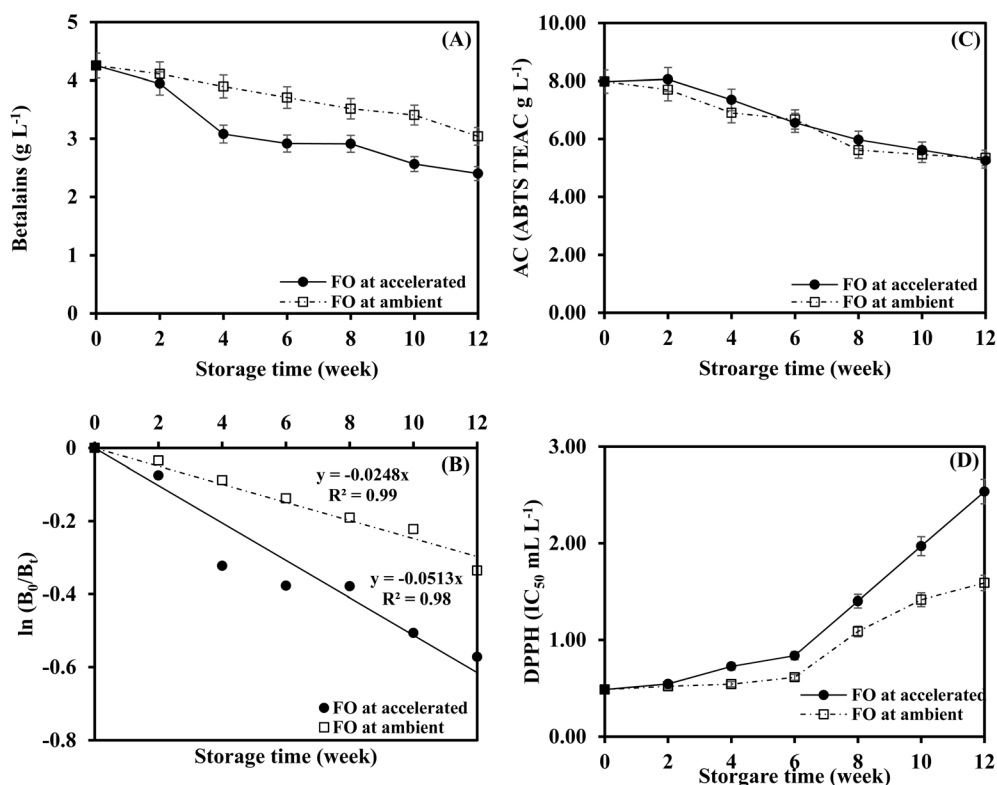 (A)
5
4
3
2
1
0
Betalains (g L⁻¹)
FO at accelerated
FO at ambient
0 2 4 6 8 10 12
Storage time (week)
(C)
10.00
8.00
6.00
4.00
2.00
0.00
AC (ABTS TEAC g L⁻¹)
FO at accelerated
FO at ambient
0 2 4 6 8 10 12
Stroarge time (week)
0 2 4 6 8 10 12
(B)
0
-0.2
-0.4
-0.6
-0.8
ln (B₀/Bₜ)
y = -0.0248x
R² = 0.99
y = -0.0513x
R² = 0.98
FO at accelerated
FO at ambient
Storage time (week)
(D)
3.00
2.00
1.00
0.00
DPPH (IC₅₀ mL L⁻¹)
FO at accelerated
FO at ambient
0 2 4 6 8 10 12
Storgare time (week)